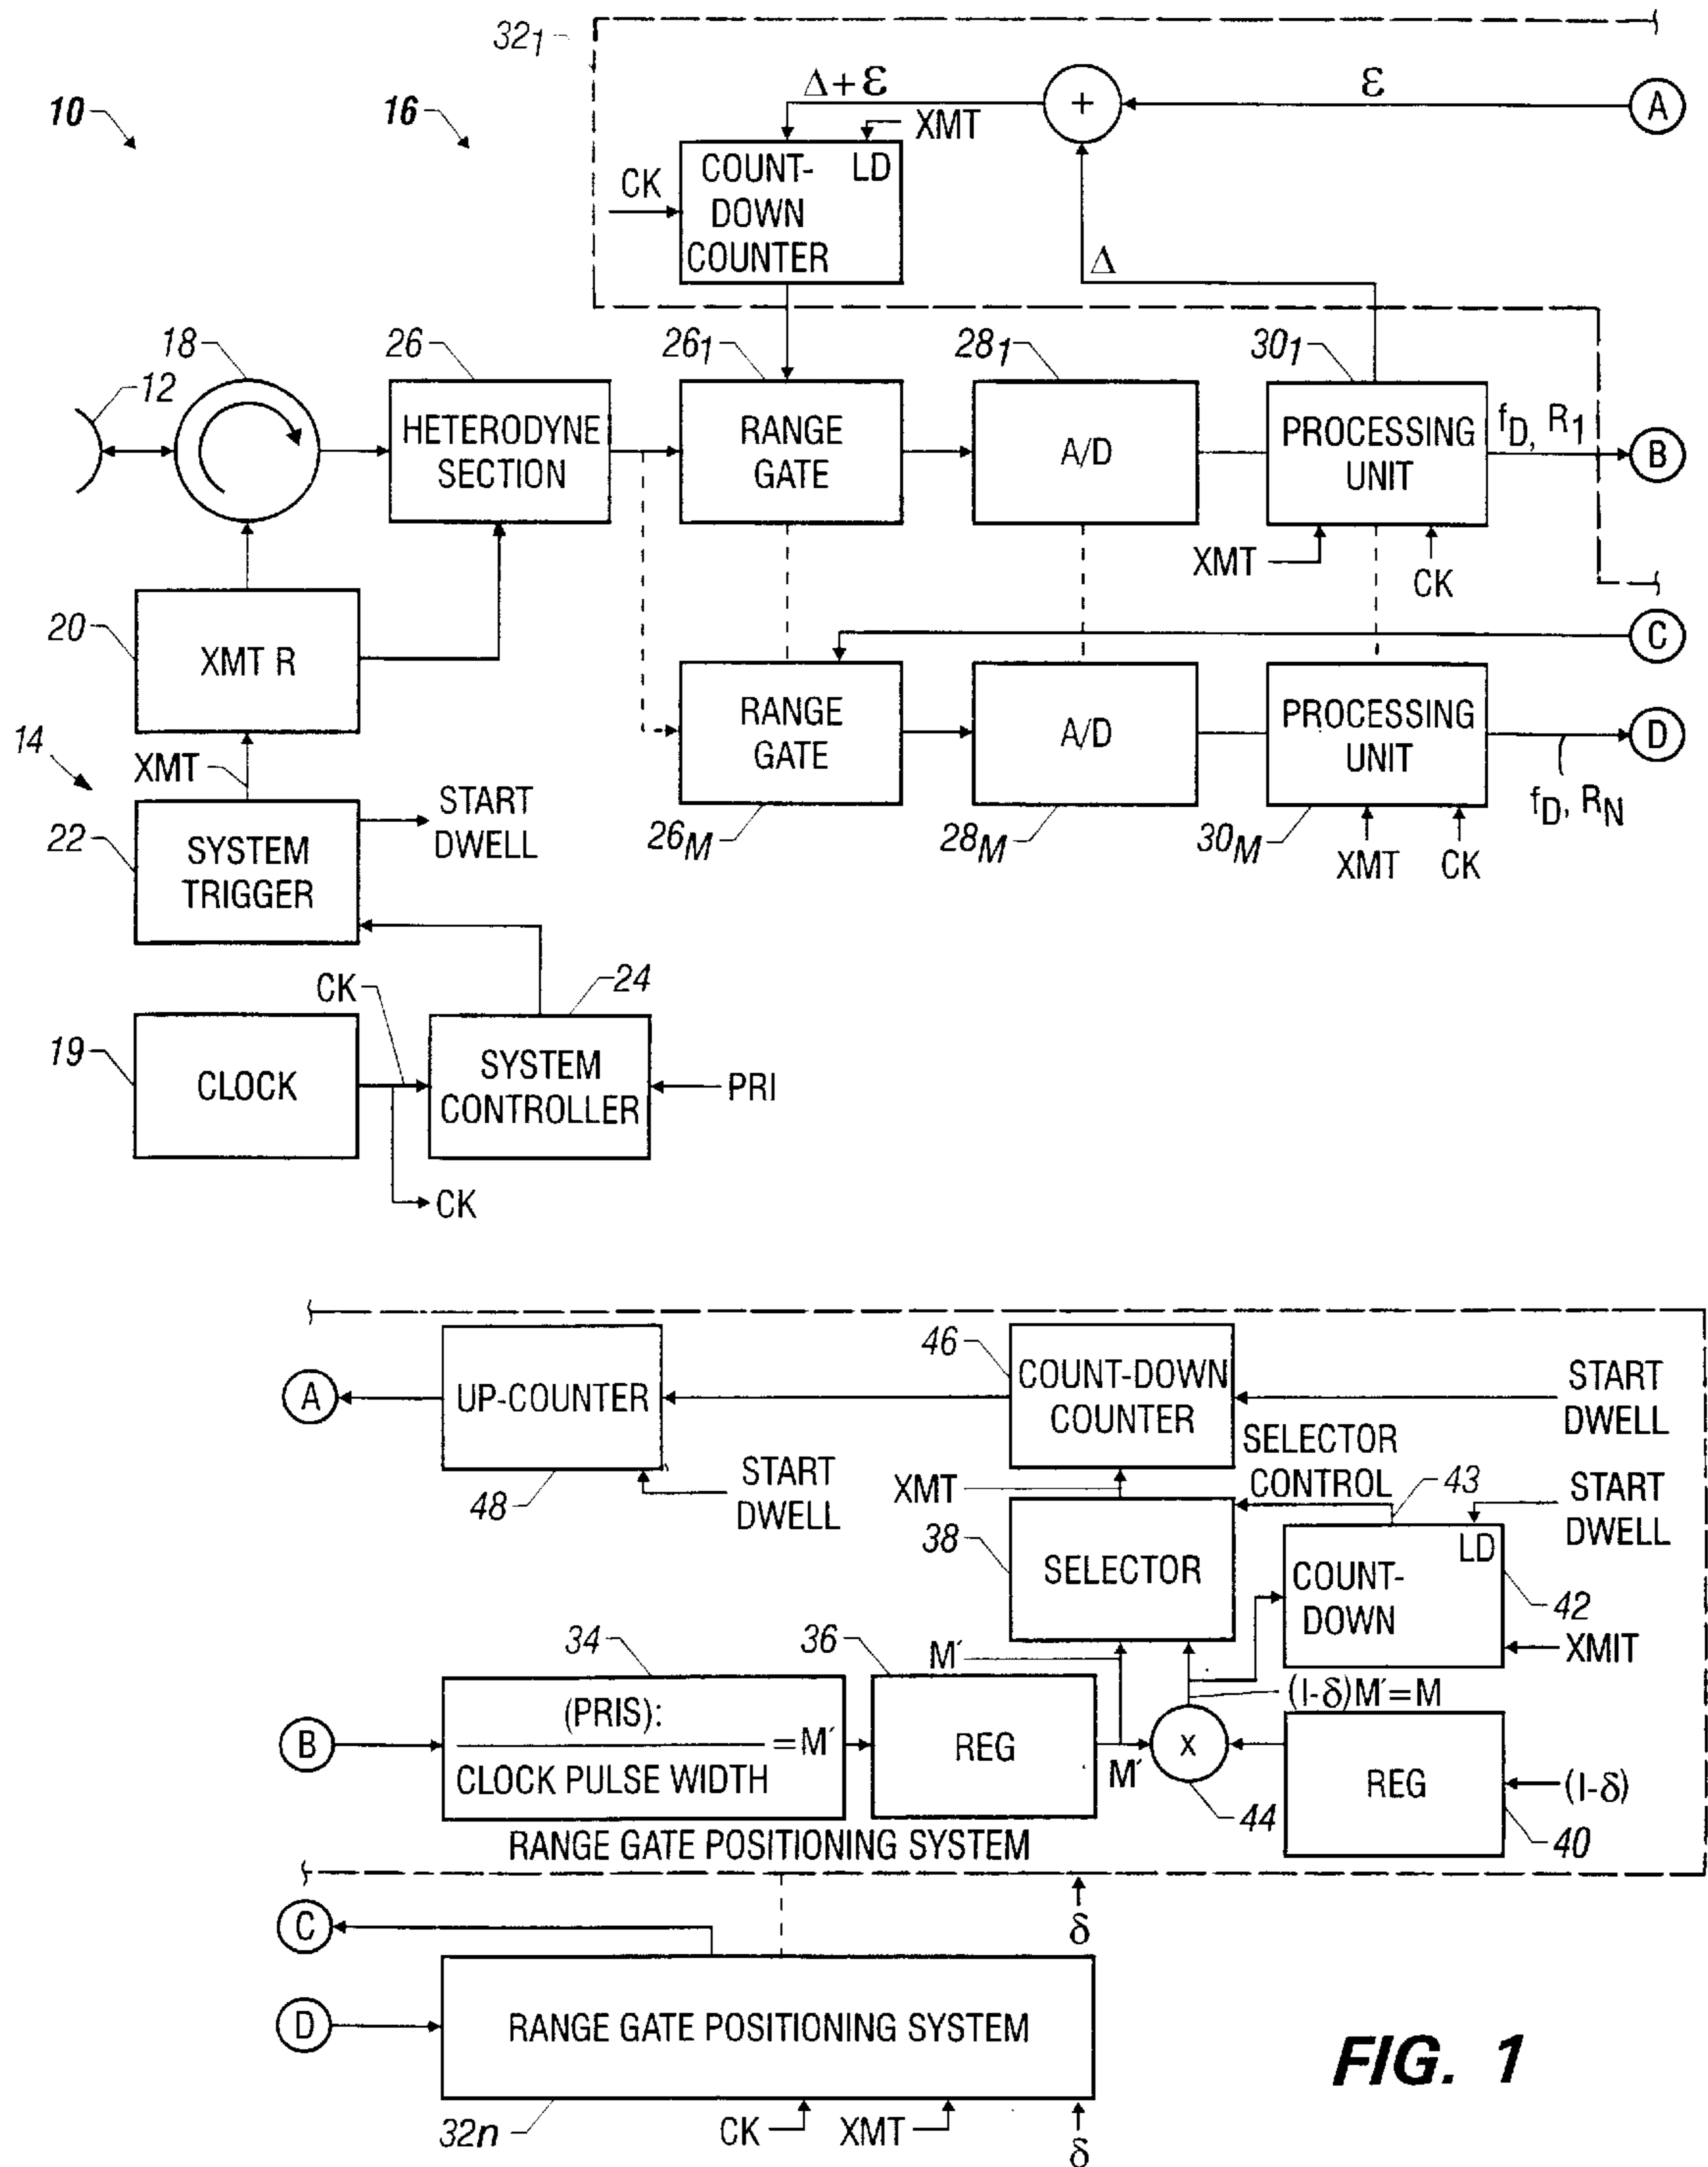 32₁
10
16
Δ+Ɛ
+
Ɛ
A
XMT
COUNT- LD
DOWN
COUNTER
CK
Δ
18
26
26₁
28₁
30₁
12
HETERODYNE
SECTION
RANGE
GATE
A/D
PROCESSING
UNIT
f_D, R₁
B
XMT
CK
20
XMT R
C
RANGE
GATE
A/D
PROCESSING
UNIT
D
14
XMT
START
DWELL
f_D, R_N
22
SYSTEM
TRIGGER
26_M
28_M
30_M
XMT
CK
CK
24
19
CLOCK
SYSTEM
CONTROLLER
PRI
CK
A
UP-COUNTER
46
COUNT-DOWN
COUNTER
START
DWELL
SELECTOR
CONTROL
48
START
DWELL
XMT
43
START
DWELL
38
SELECTOR
LD
COUNT-
DOWN
42
XMIT
34
36
M′
(I-δ)M′=M
B
(PRIS):
CLOCK PULSE WIDTH
=M′
REG
M′
X
44
REG
(I-δ)
40
RANGE GATE POSITIONING SYSTEM
C
δ
D
RANGE GATE POSITIONING SYSTEM
32n
CK
XMT
δ
FIG. 1